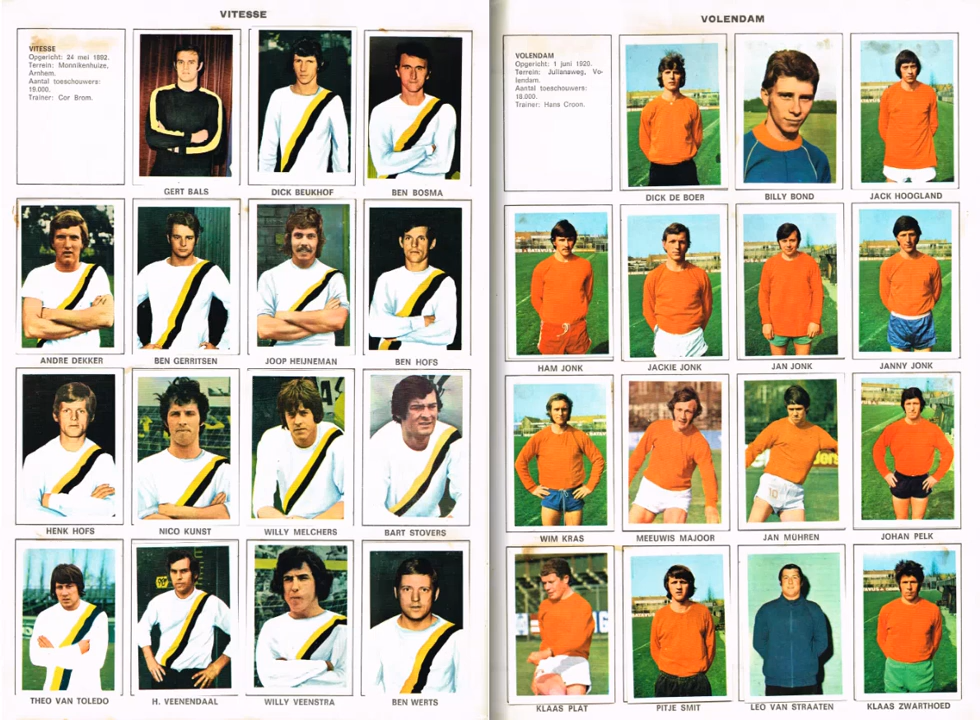 VITESSE
VITESSE
Opgericht: 24 mei 1892.
Terrein: Monnikenhuize,
Arnhem.
Aantal toeschouwers:
19.000.
Trainer: Cor Brom.
GERT BALS
DICK BEUKHOF
BEN BOSMA
ANDRE DEKKER
BEN GERRITSEN
JOOP HEIJNEMAN
BEN HOFS
HENK HOFS
NICO KUNST
WILLY MELCHERS
BART STOVERS
THEO VAN TOLEDO
H. VEENENDAAL
WILLY VEENSTRA
BEN WERTS
VOLENDAM
VOLENDAM
Opgericht: 1 juni 1920.
Terrein: Julianaweg, Vo-
lendam.
Aantal toeschouwers:
18.000.
Trainer: Hans Croon.
DICK DE BOER
BILLY BOND
JACK HOOGLAND
HAM JONK
JACKIE JONK
JAN JONK
JANNY JONK
WIM KRAS
MEEUWIS MAJOOR
JAN MÜHREN
JOHAN PELK
10
KLAAS PLAT
PITJE SMIT
LEO VAN STRAATEN
KLAAS ZWARTHOED